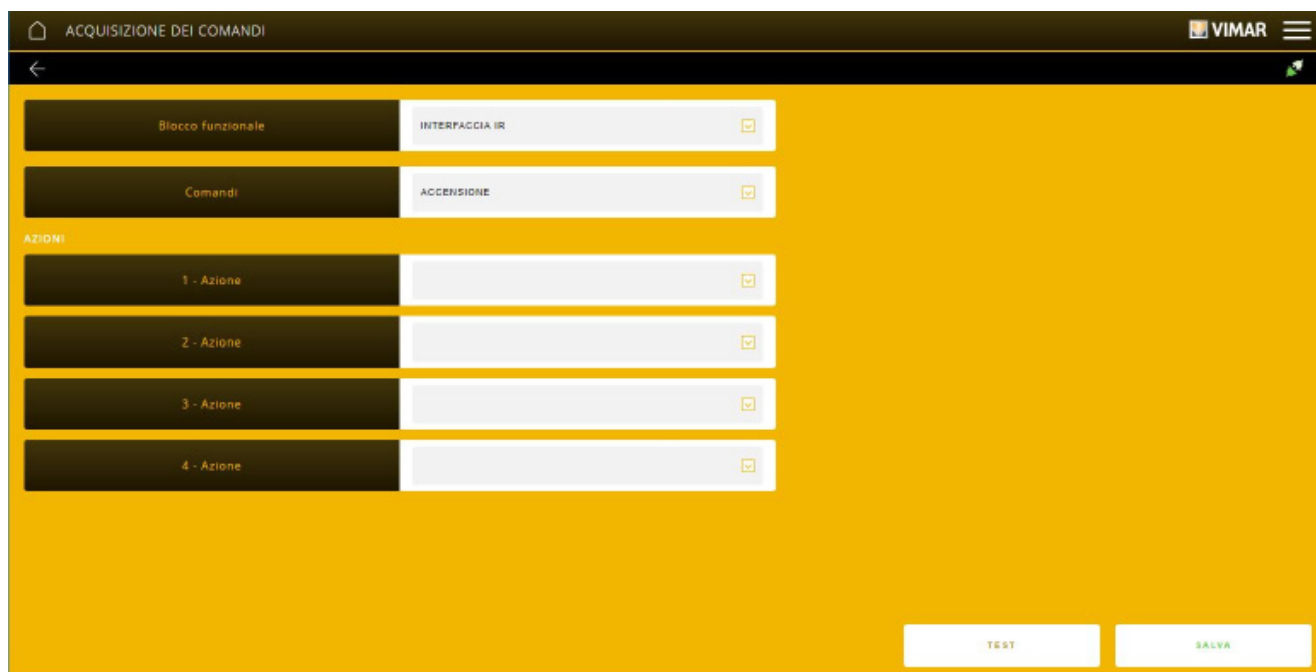 ACQUISIZIONE DEI COMANDI
VIMAR
Blocco funzionale
INTERFACCIA IR
Comandi
ACCENSIONE
AZIONI
1 - Azione
2 - Azione
3 - Azione
4 - Azione
TEST
SALVA